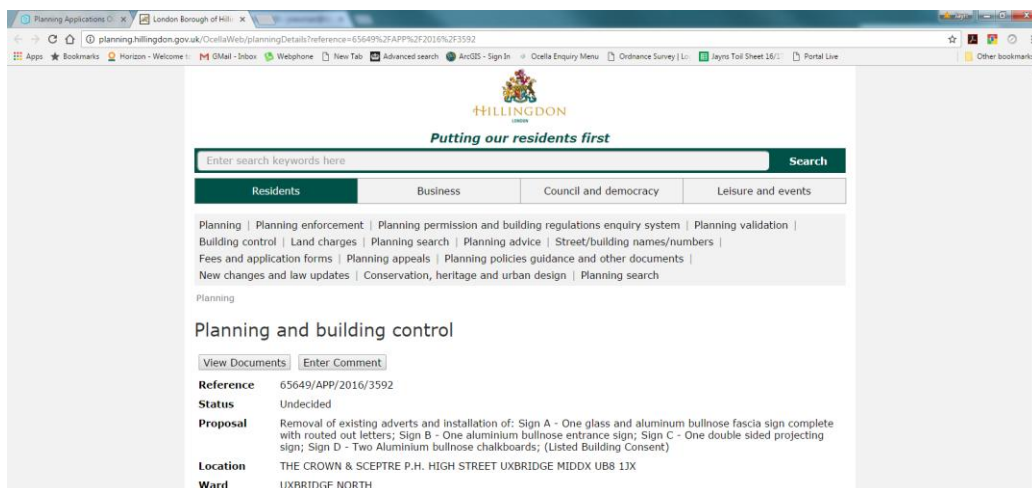 Planning Applications O
London Borough of Hilli
planning.hillingdon.gov.uk/OcellaWeb/planningDetails?reference=65649%2FAPP%2F2016%2F3592
Apps Bookmarks Horizon - Welcome t GMail - Inbox Webphone New Tab Advanced search ArcGIS - Sign In Ocella Enquiry Menu Ordnance Survey | Lo Jayns Toil Sheet 16/1 Portal Live Other bookmarks
HILLINGDON
LONDON
Putting our residents first
Enter search keywords here Search
Residents Business Council and democracy Leisure and events
Planning | Planning enforcement | Planning permission and building regulations enquiry system | Planning validation |
Building control | Land charges | Planning search | Planning advice | Street/building names/numbers |
Fees and application forms | Planning appeals | Planning policies guidance and other documents |
New changes and law updates | Conservation, heritage and urban design | Planning search
Planning
Planning and building control
View Documents Enter Comment
Reference 65649/APP/2016/3592
Status Undecided
Proposal Removal of existing adverts and installation of: Sign A - One glass and aluminum bullnose fascia sign complete
with routed out letters; Sign B - One aluminium bullnose entrance sign; Sign C - One double sided projecting
sign; Sign D - Two Aluminium bullnose chalkboards; (Listed Building Consent)
Location THE CROWN & SCEPTRE P.H. HIGH STREET UXBRIDGE MIDDX UB8 1JX
Ward UXBRIDGE NORTH